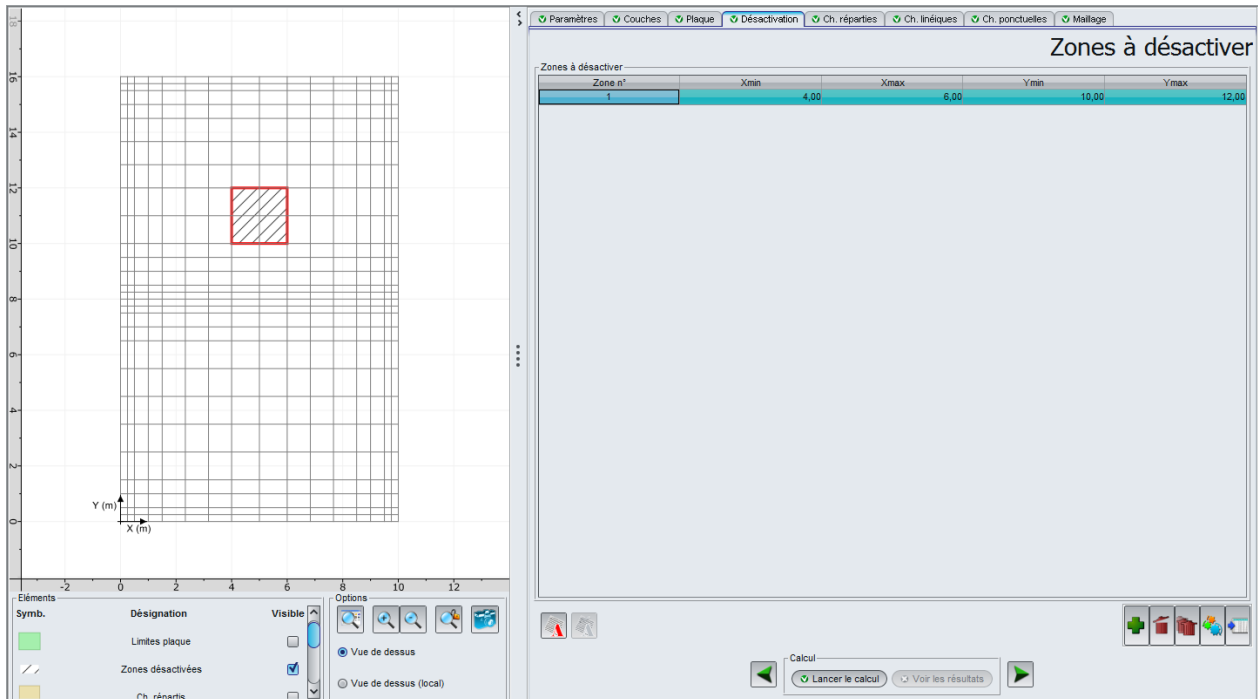 Paramètres Couches Plaque Désactivation Ch. réparties Ch. linéiques Ch. ponctuelles Maillage
Zones à désactiver
Zones à désactiver
Zone n° Xmin Xmax Ymin Ymax
1 4,00 6,00 10,00 12,00
18
16
14
12
10
8
6
4
2
0
Y (m)
X (m)
-2 0 2 4 6 8 10 12
Eléments
Symb. Désignation Visible
Limites plaque
Zones désactivées
Ch. répartis
Options
Vue de dessus
Vue de dessus (local)
Calcul
Lancer le calcul
Voir les résultats